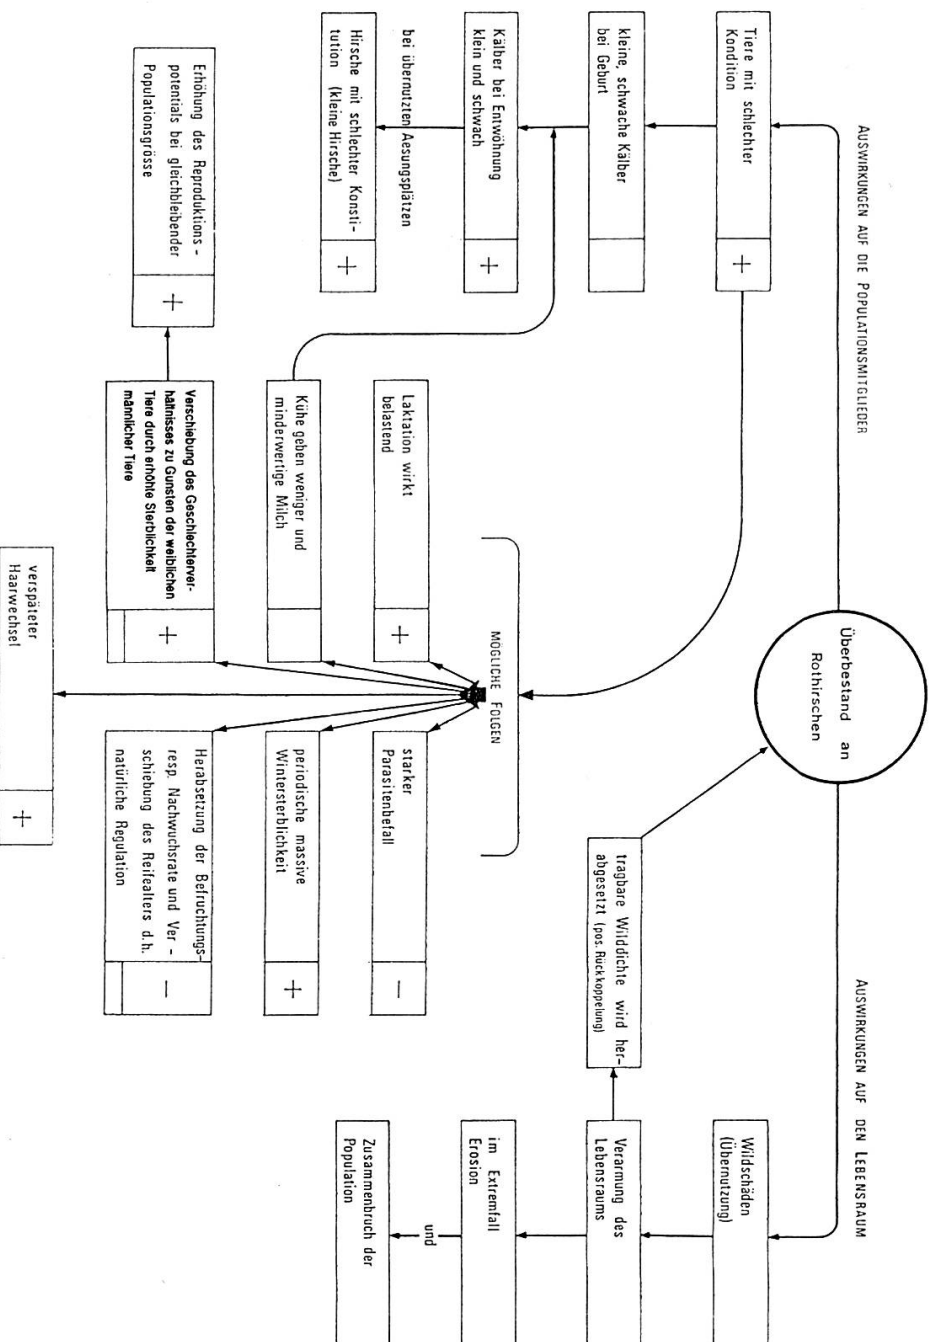 AUSWIRKUNGEN AUF DIE POPULATIONSMITGLIEDER
AUSWIRKUNGEN AUF DEN LEBENSRAUM
Überbestand an
Rothirschen
Tiere mit schlechter
Kondition
+
kleine, schwache Kälber
bei Geburt
Kälber bei Entwöhnung
klein und schwach
+
bei übernutzten Aesungsplätzen
Hirsche mit schlechter Konsti-
tution (kleine Hirsche)
+
Erhöhung des Reproduktions-
potentials bei gleichbleibender
Populationsgrösse
+
MÖGLICHE FOLGEN
Laktation wirkt
belastend
+
Kühe geben weniger und
minderwertige Milch
Verschiebung des Geschlechterver-
hältnisses zu Gunsten der weiblichen
Tiere durch erhöhte Sterblichkeit
männlicher Tiere
+
verspäteter
Haarwechsel
+
starker
Parasitenbefall
–
periodische massive
Wintersterblichkeit
+
Herabsetzung der Befruchtungs-
resp. Nachwuchsrate und Ver-
schiebung des Reifealters d.h.
natürliche Regulation
–
tragbare Wilddichte wird her-
abgesetzt (pos. Rückkoppelung)
Wildschäden
(Übernutzung)
Verarmung des
Lebensraums
im Extremfall
Erosion
und
Zusammenbruch der
Population